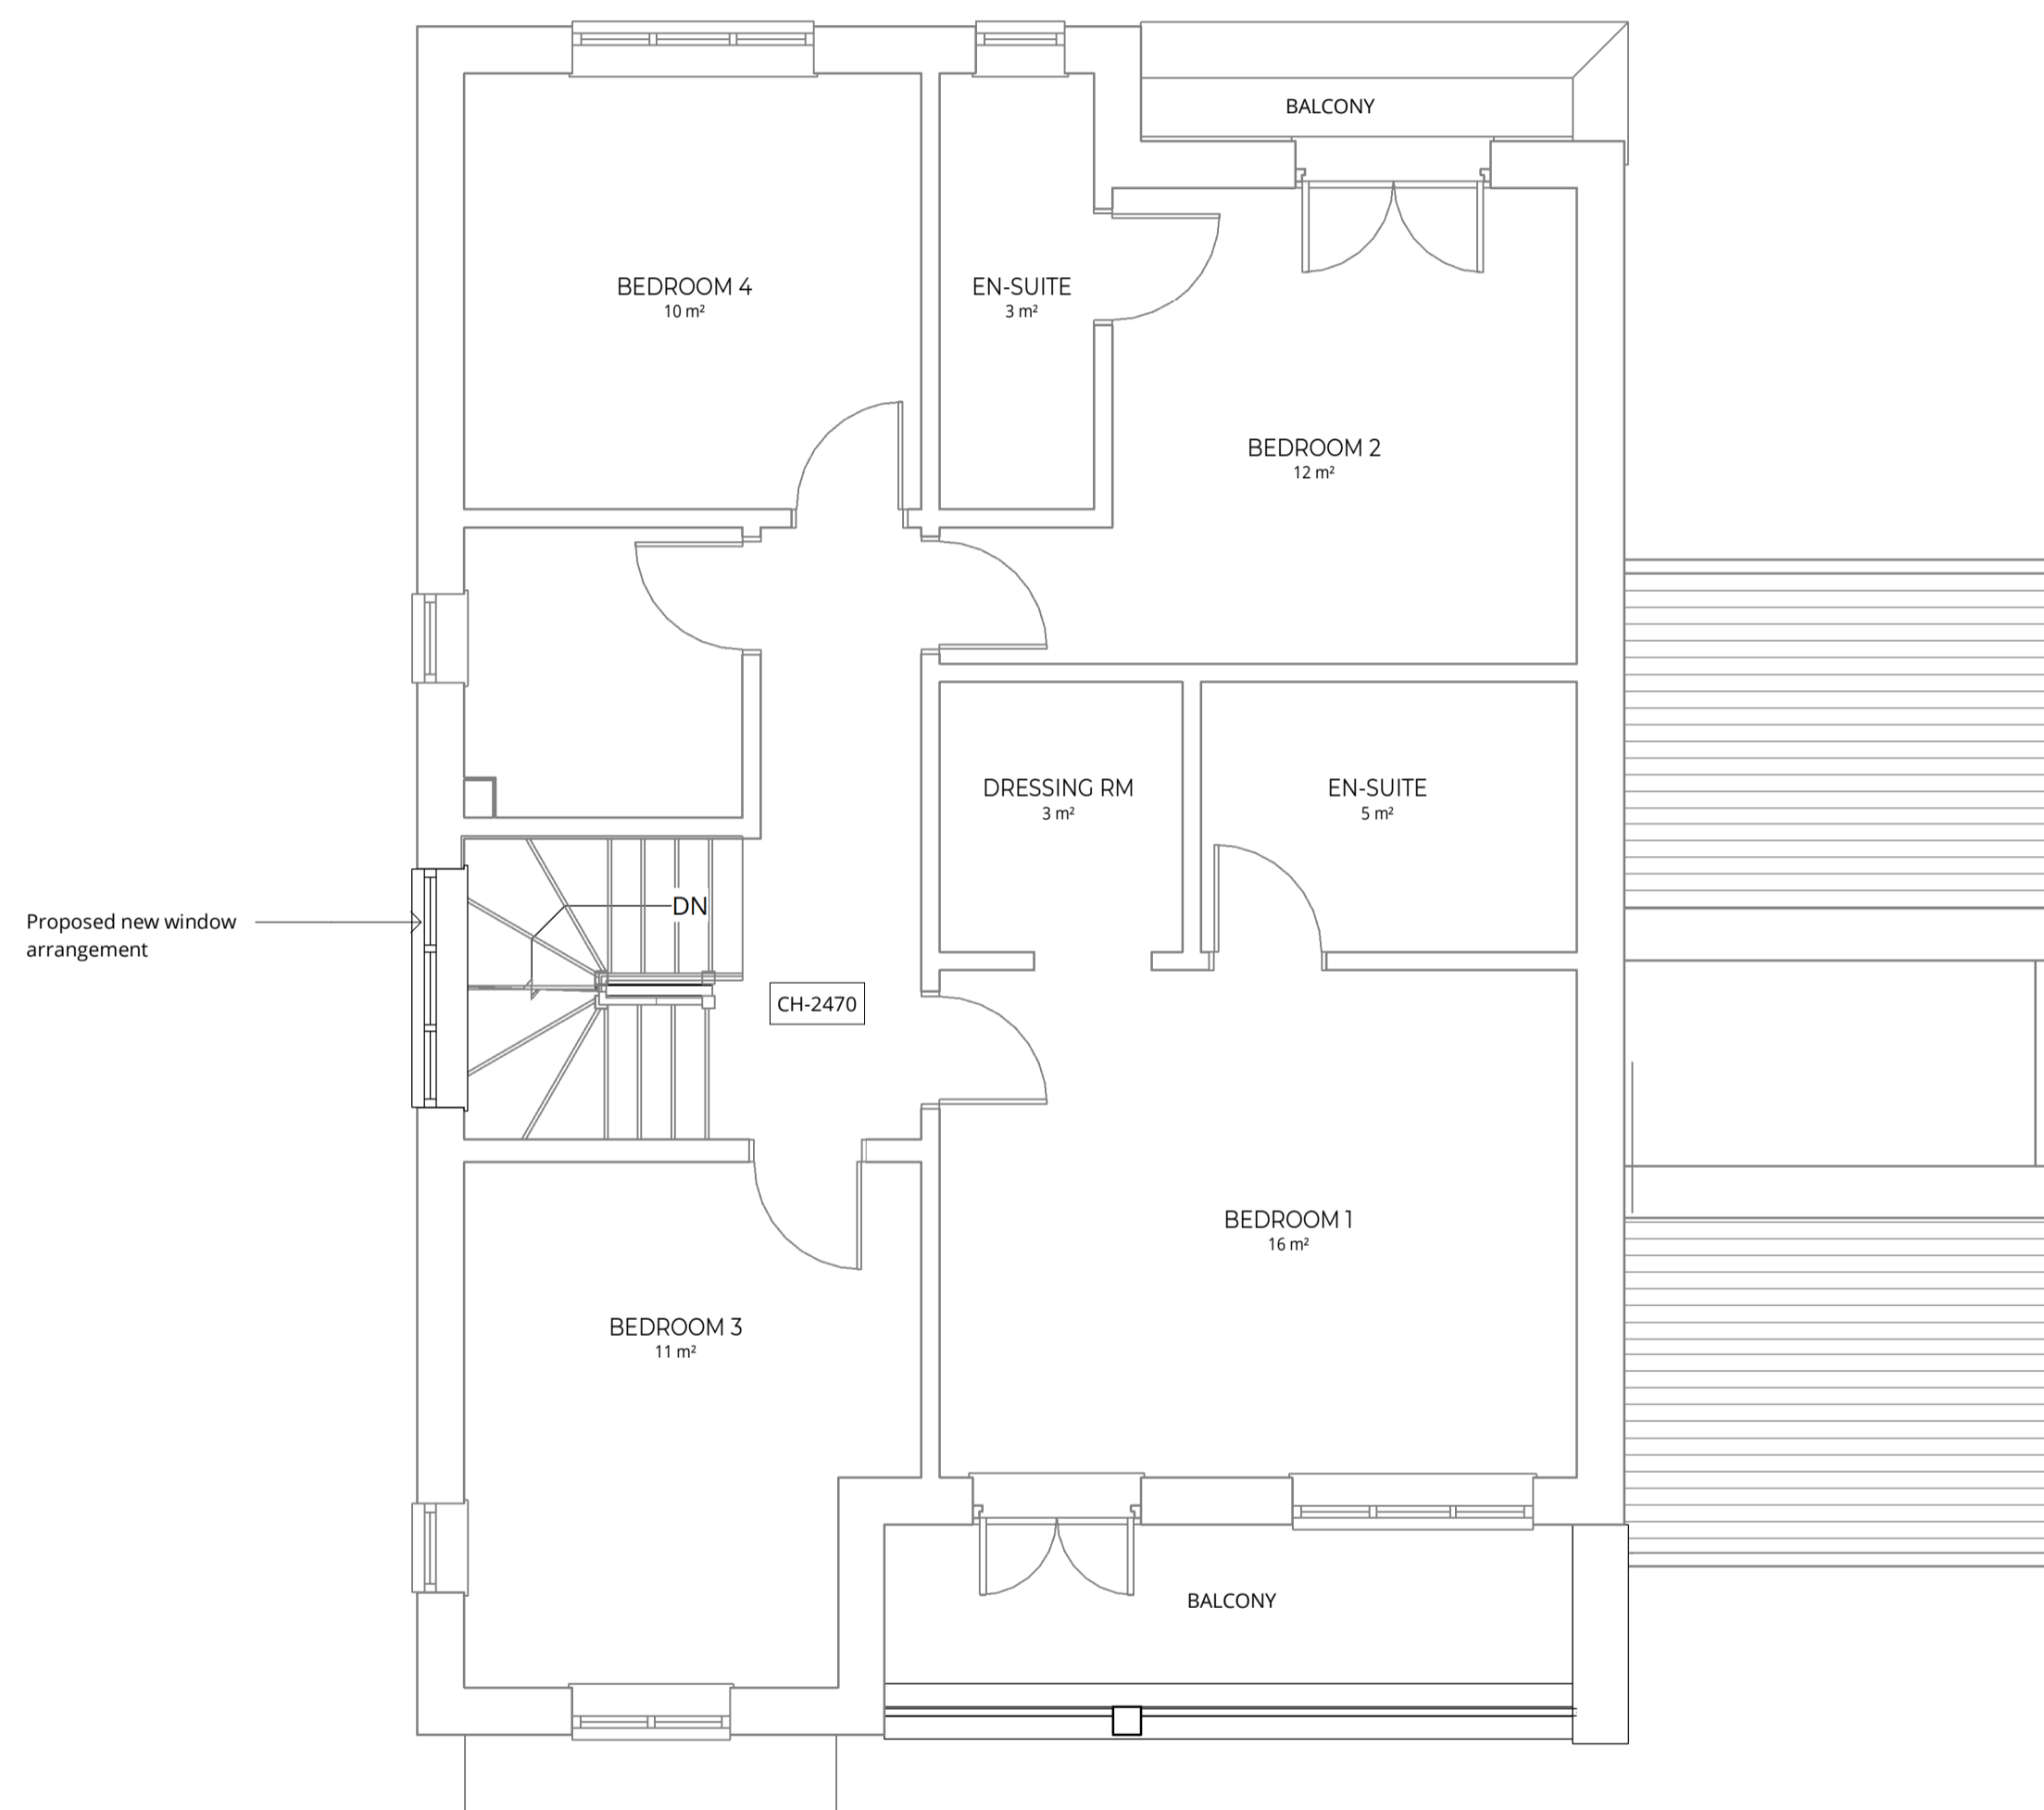 BALCONY
BEDROOM 4
10 m²
EN-SUITE
3 m²
BEDROOM 2
12 m²
DRESSING RM
3 m²
EN-SUITE
5 m²
DN
Proposed new window
arrangement
CH-2470
BEDROOM 1
16 m²
BEDROOM 3
11 m²
BALCONY